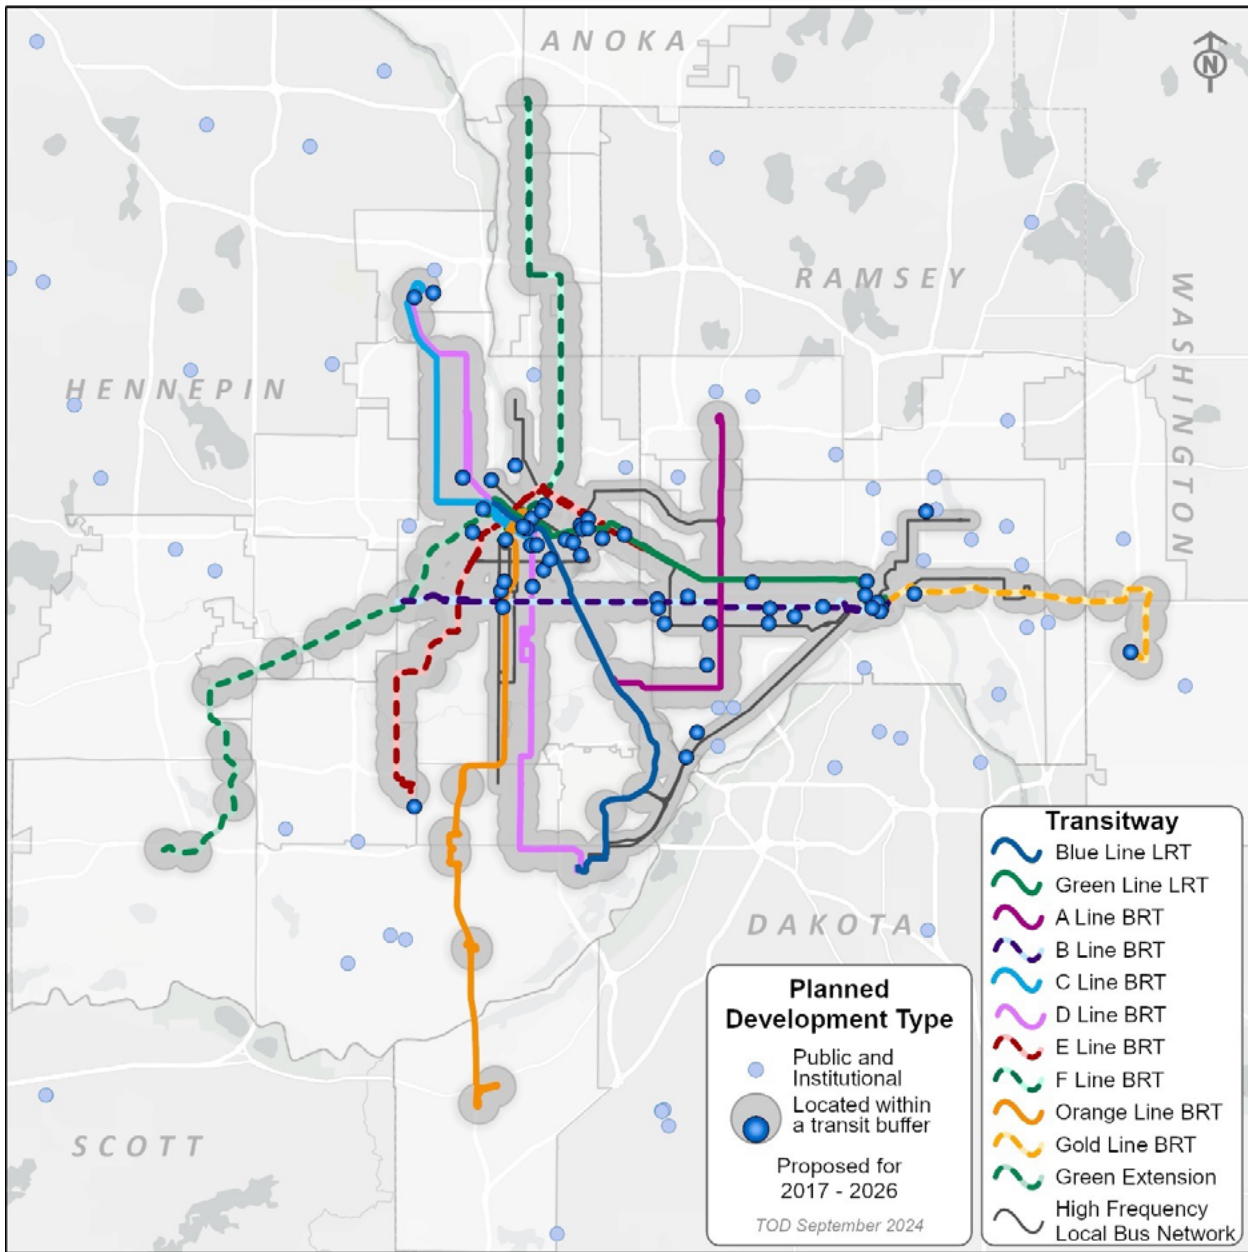 ANOKA
N
RAMSEY
WASHINGTON
HENNEPIN
DAKOTA
SCOTT
Planned
Development Type
Public and
Institutional
Located within
a transit buffer
Proposed for
2017 - 2026
TOD September 2024
Transitway
Blue Line LRT
Green Line LRT
A Line BRT
B Line BRT
C Line BRT
D Line BRT
E Line BRT
F Line BRT
Orange Line BRT
Gold Line BRT
Green Extension
High Frequency
Local Bus Network